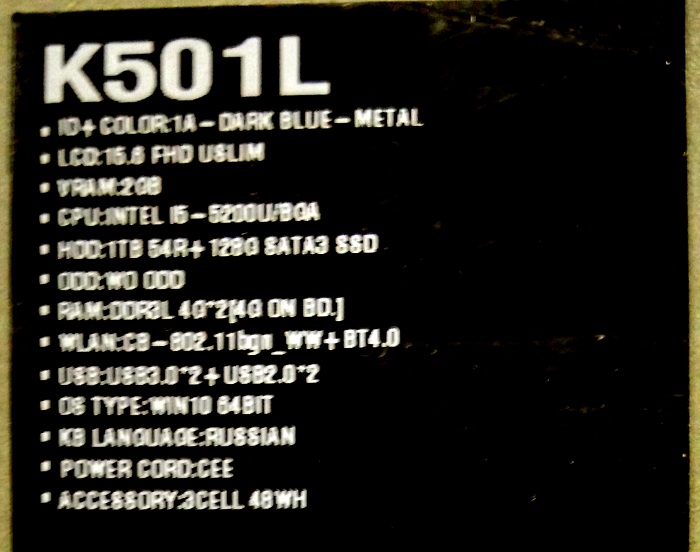 K501L
▪ ID+ COLOR:1A-DARK BLUE-METAL
▪ LCD:15.6 FHD USLIM
▪ VRAM:2GB
▪ CPU:INTEL I5-5200U/BGA
▪ HDD:1TB 54R+128G SATA3 SSD
▪ ODD:WO ODD
▪ RAM:DDR3L 4G*2[4G ON BD.]
▪ WLAN:CB-802.11bgn_WW+BT4.0
▪ USB:USB3.0*2+USB2.0*2
▪ OS TYPE:WIN10 64BIT
▪ KB LANGUAGE:RUSSIAN
▪ POWER CORD:CEE
▪ ACCESSORY:3CELL 48WH